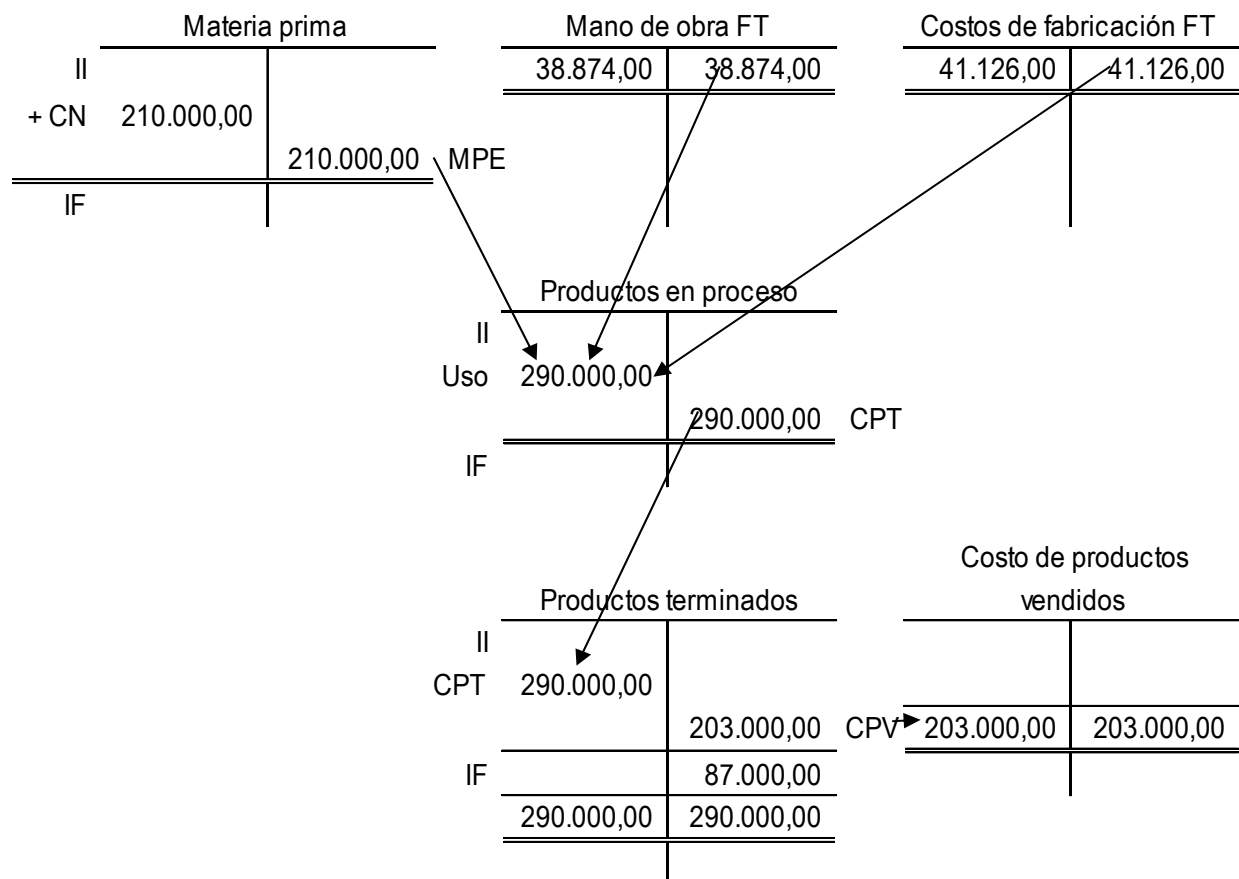 Materia prima Mano de obra FT Costos de fabricación FT
II 38.874,00 38.874,00 41.126,00 41.126,00
+ CN 210.000,00
210.000,00 MPE
IF
Productos en proceso
II
Uso 290.000,00
290.000,00 CPT
IF
Costo de productos
Productos terminados vendidos
II
CPT 290.000,00
203.000,00 CPV 203.000,00 203.000,00
IF 87.000,00
290.000,00 290.000,00